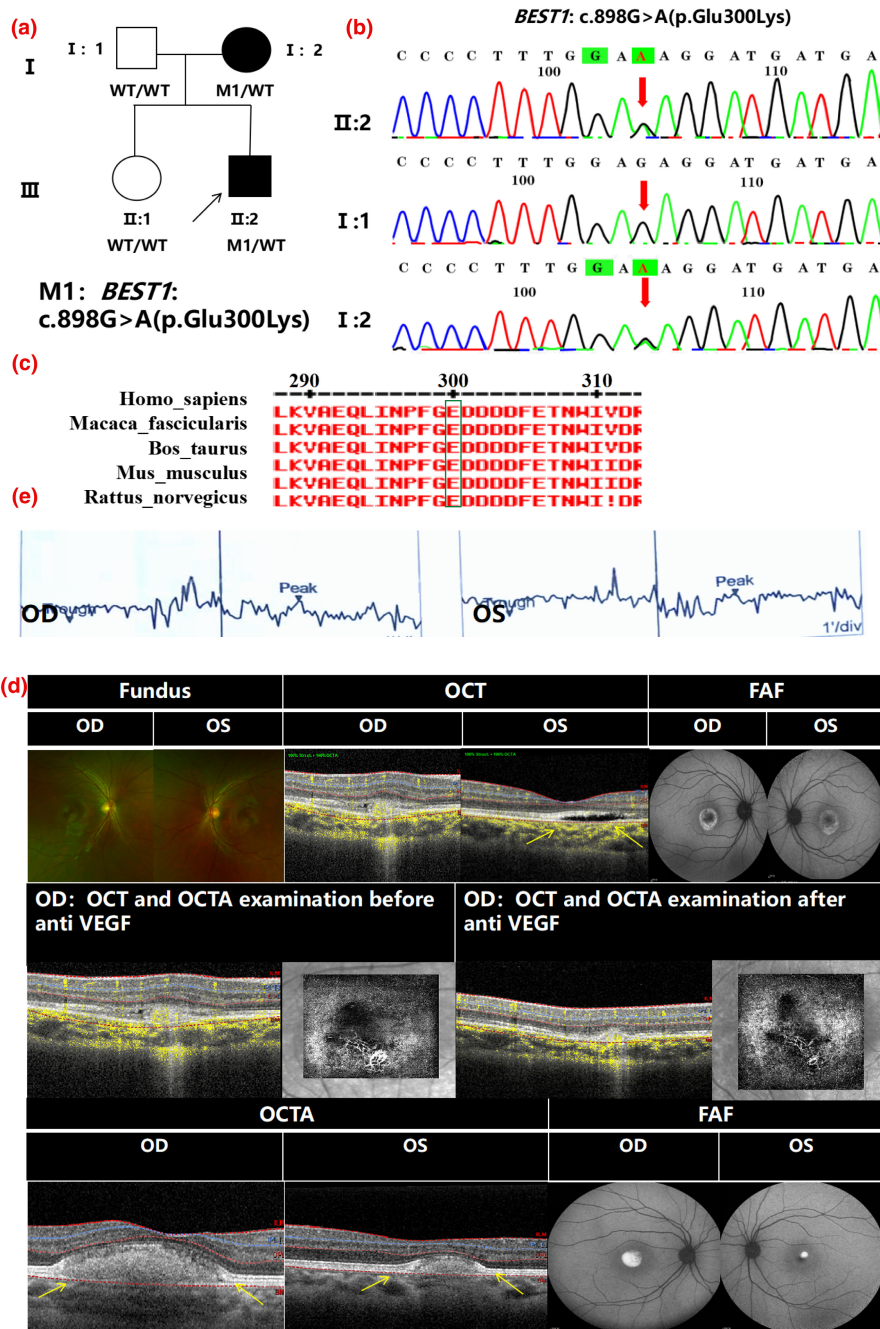 (a)
I : 1
I : 2
I
WT/WT
M1/WT
III
II:1
II:2
WT/WT
M1/WT
M1: BEST1:
c.898G>A(p.Glu300Lys)
(b)
BEST1: c.898G>A(p.Glu300Lys)
C C C C T T T G G A A A G G A T G A T G A
100
110
II:2
C C C C T T T G G A G A G G A T G A T G A
100
110
I:1
C C C C T T T G G A A A G G A T G A T G A
100
110
I:2
(c)
290 300 310
Homo_sapiens
Macaca_fascicularis
Bos_taurus
Mus_musculus
Rattus_norvegicus
LKVAEQLINPFGEDDDDFETNWIVDR
LKVAEQLINPFGEDDDDFETNWIVDR
LKVAEQLINPFGEDDDDFETNWIVDR
LKVAEQLINPFGEDDDDFETNWIIDR
LKVAEQLINPFGEDDDDFETNWI!DR
(e)
Trough
Peak
OD
Trough
Peak
OS
1'/div
(d)
Fundus OCT FAF
OD OS OD OS OD OS
OD: OCT and OCTA examination before
anti VEGF
OD: OCT and OCTA examination after
anti VEGF
OCTA FAF
OD OS OD OS